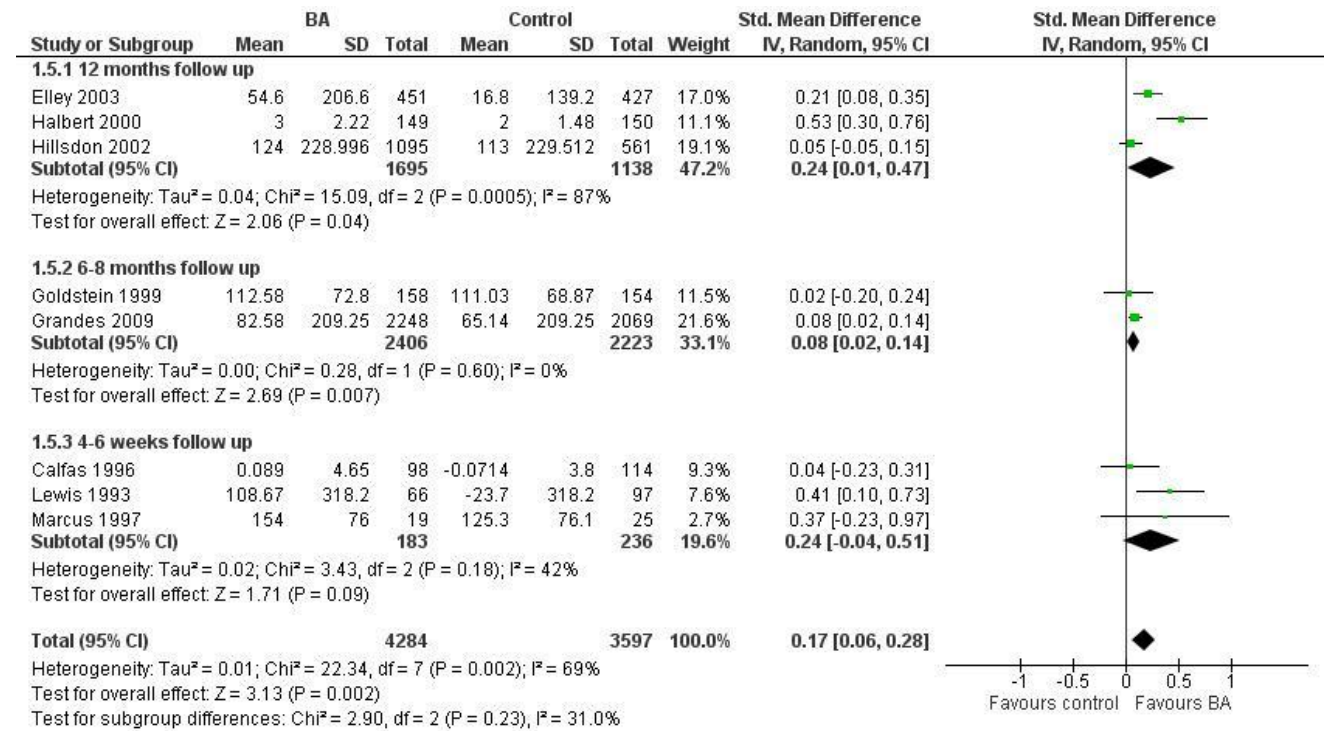 BA Control Std. Mean Difference Std. Mean Difference
Study or Subgroup Mean SD Total Mean SD Total Weight IV, Random, 95% CI IV, Random, 95% CI
1.5.1 12 months follow up
Elley 2003 54.6 206.6 451 16.8 139.2 427 17.0% 0.21 [0.08, 0.35]
Halbert 2000 3 2.22 149 2 1.48 150 11.1% 0.53 [0.30, 0.76]
Hillsdon 2002 124 228.996 1095 113 229.512 561 19.1% 0.05 [-0.05, 0.15]
Subtotal (95% CI) 1695 1138 47.2% 0.24 [0.01, 0.47]
Heterogeneity: Tau² = 0.04; Chi² = 15.09, df = 2 (P = 0.0005); I² = 87%
Test for overall effect: Z = 2.06 (P = 0.04)
1.5.2 6-8 months follow up
Goldstein 1999 112.58 72.8 158 111.03 68.87 154 11.5% 0.02 [-0.20, 0.24]
Grandes 2009 82.58 209.25 2248 65.14 209.25 2069 21.6% 0.08 [0.02, 0.14]
Subtotal (95% CI) 2406 2223 33.1% 0.08 [0.02, 0.14]
Heterogeneity: Tau² = 0.00; Chi² = 0.28, df = 1 (P = 0.60); I² = 0%
Test for overall effect: Z = 2.69 (P = 0.007)
1.5.3 4-6 weeks follow up
Calfas 1996 0.089 4.65 98 -0.0714 3.8 114 9.3% 0.04 [-0.23, 0.31]
Lewis 1993 108.67 318.2 66 -23.7 318.2 97 7.6% 0.41 [0.10, 0.73]
Marcus 1997 154 76 19 125.3 76.1 25 2.7% 0.37 [-0.23, 0.97]
Subtotal (95% CI) 183 236 19.6% 0.24 [-0.04, 0.51]
Heterogeneity: Tau² = 0.02; Chi² = 3.43, df = 2 (P = 0.18); I² = 42%
Test for overall effect: Z = 1.71 (P = 0.09)
Total (95% CI) 4284 3597 100.0% 0.17 [0.06, 0.28]
Heterogeneity: Tau² = 0.01; Chi² = 22.34, df = 7 (P = 0.002); I² = 69%
Test for overall effect: Z = 3.13 (P = 0.002)
Test for subgroup differences: Chi² = 2.90, df = 2 (P = 0.23), I² = 31.0%
-1 -0.5 0 0.5 1
Favours control Favours BA